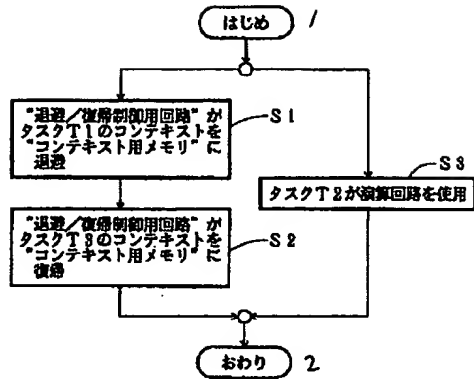 はじめ 1
"退避／復帰制御用回路"が
タスクT1のコンテキストを
"コンテキスト用メモリ"に
退避
S1
S3
タスクT2が演算回路を使用
"退避／復帰制御用回路"が
タスクT3のコンテキストを
"コンテキスト用メモリ"に
復帰
S2
おわり 2